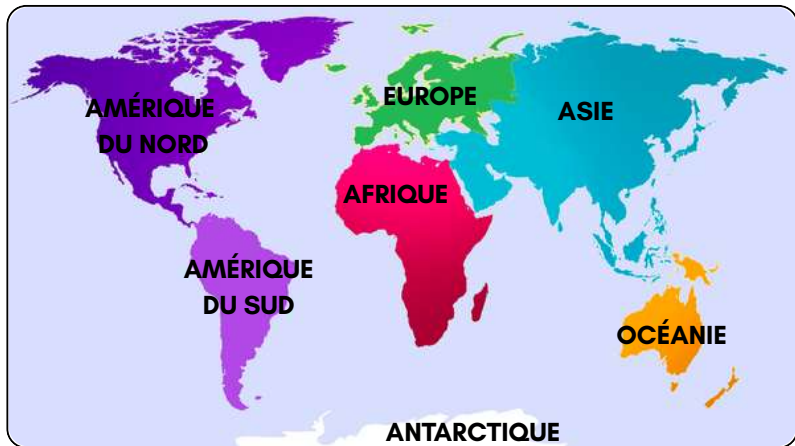 AMÉRIQUE
DU NORD
EUROPE
ASIE
AFRIQUE
AMÉRIQUE
DU SUD
OCÉANIE
ANTARCTIQUE